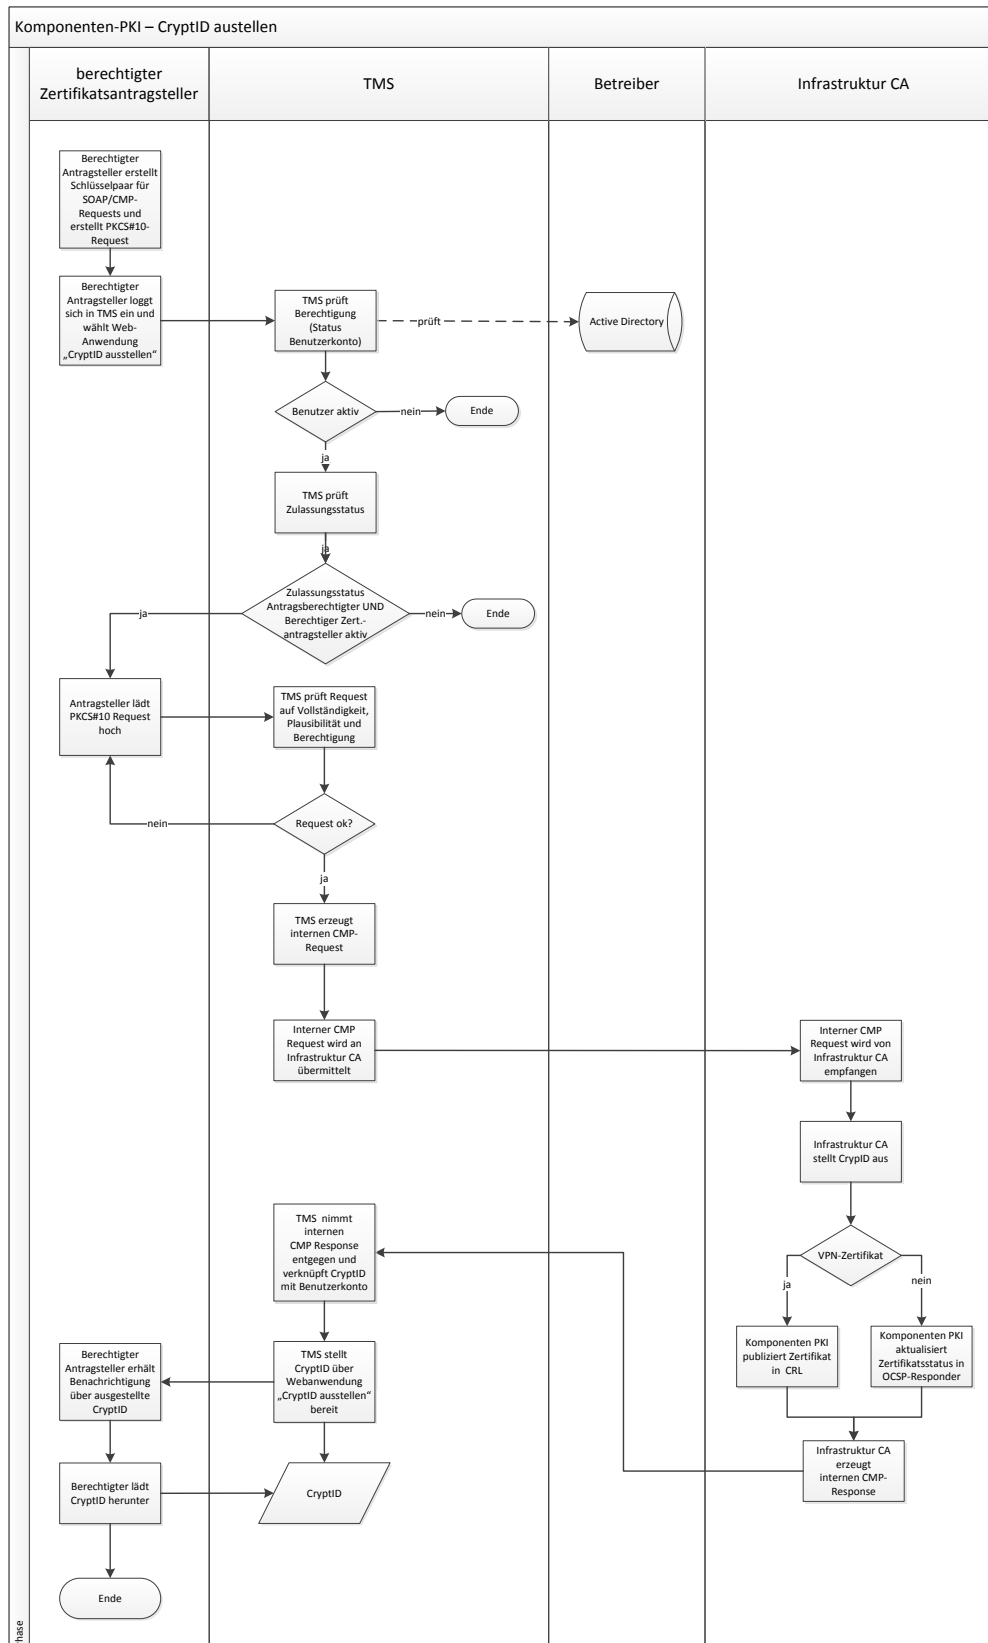 Komponenten-PKI – CryptID austellen
berechtigter
Zertifikatsantragsteller
TMS
Betreiber
Infrastruktur CA
Berechtigter
Antragsteller erstellt
Schlüsselpaar für
SOAP/CMP-
Requests und
erstellt PKCS#10-
Request
Berechtigter
Antragsteller loggt
sich in TMS ein und
wählt Web-
Anwendung
„CryptID ausstellen“
TMS prüft
Berechtigung
(Status
Benutzerkonto)
prüft
Active Directory
Benutzer aktiv
nein
Ende
ja
TMS prüft
Zulassungsstatus
ja
Zulassungsstatus
Antragsberechtigter UND
Berechtiger Zert.-
antragsteller aktiv
ja
nein
Ende
Antragsteller lädt
PKCS#10 Request
hoch
TMS prüft Request
auf Vollständigkeit,
Plausibilität und
Berechtigung
Request ok?
nein
ja
TMS erzeugt
internen CMP-
Request
Interner CMP
Request wird an
Infrastruktur CA
übermittelt
Interner CMP
Request wird von
Infrastruktur CA
empfangen
Infrastruktur CA
stellt CrypID aus
VPN-Zertifikat
ja
nein
Komponenten PKI
publiziert Zertifikat
in CRL
Komponenten PKI
aktualisiert
Zertifikatsstatus in
OCSP-Responder
Infrastruktur CA
erzeugt
internen CMP-
Response
TMS nimmt
internen
CMP Response
entgegen und
verknüpft CryptID
mit Benutzerkonto
TMS stellt
CryptID über
Webanwendung
„CryptID ausstellen“
bereit
Berechtigter
Antragsteller erhält
Benachrichtigung
über ausgestellte
CryptID
Berechtigter lädt
CryptID herunter
CryptID
Ende